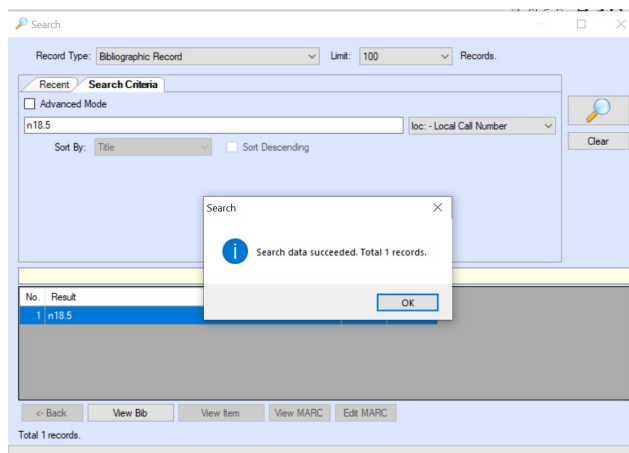 Search
Record Type: Bibliographic Record Limit: 100 Records.
Recent Search Criteria
Advanced Mode
n18.5 loc: - Local Call Number
Clear
Sort By: Title Sort Descending
Search
Search data succeeded. Total 1 records.
OK
No. Result
1 n18.5
<- Back View Bib View Item View MARC Edit MARC
Total 1 records.